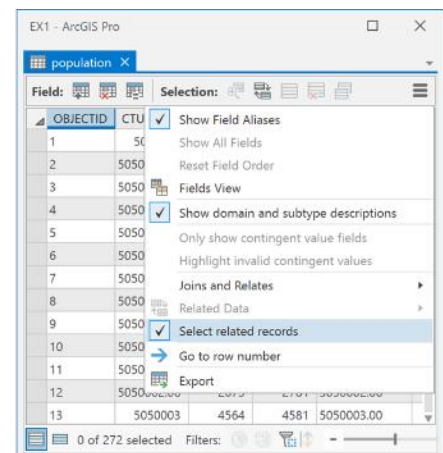 EX1 - ArcGIS Pro
population
Field: Selection:
OBJECTID CTU
Show Field Aliases
1 50
Show All Fields
2 5050
Reset Field Order
3 5050
Fields View
4 5050
Show domain and subtype descriptions
5 5050
Only show contingent value fields
6 5050
Highlight invalid contingent values
7 5050
Joins and Relates
8 5050
Related Data
9 5050
Select related records
10 5050
Go to row number
11 5050
Export
12
13 5050003 4564 4581 5050003.00
0 of 272 selected Filters: